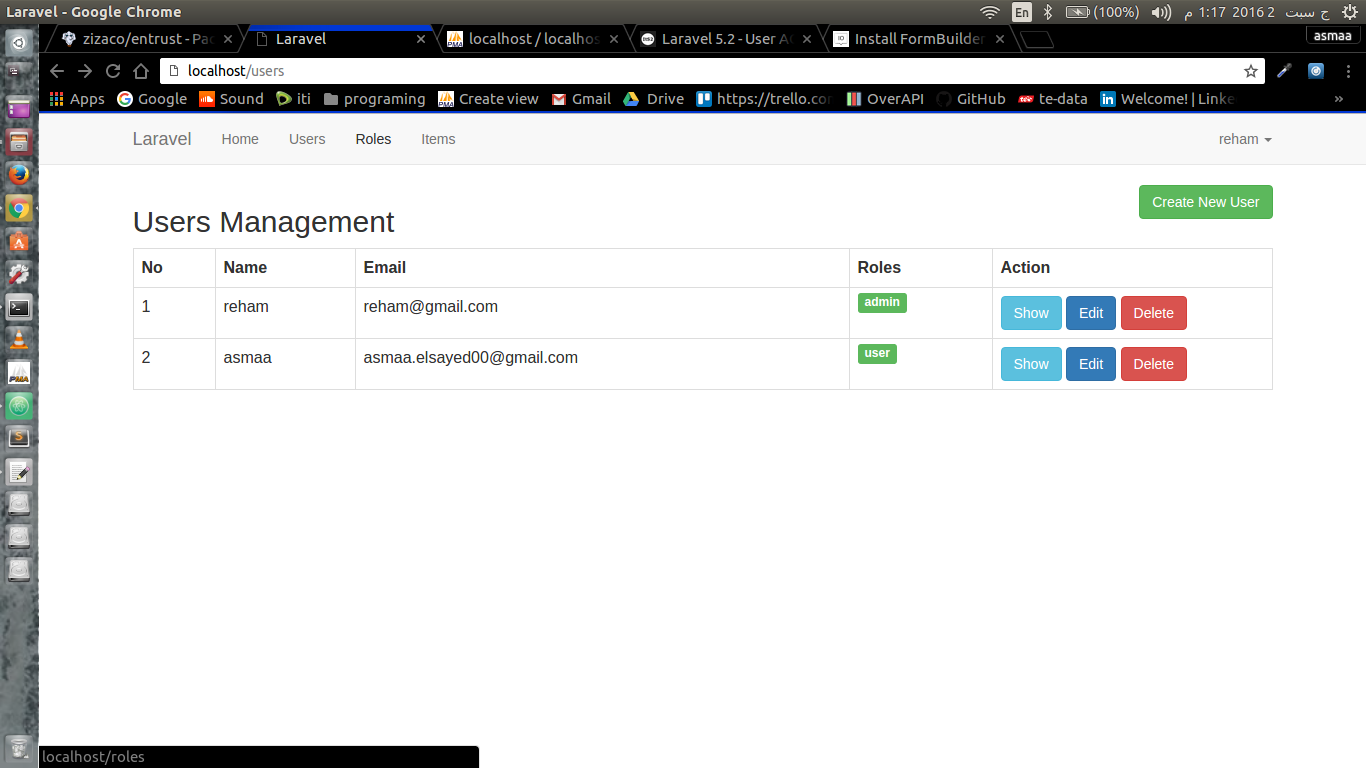 Laravel - Google Chrome
En (100%) م 1:17 2016 2 ج سبت
zizaco/entrust - Pac
Laravel
localhost / localhos
Laravel 5.2 - User AC
Install FormBuilder
asmaa
localhost/users
Apps Google Sound iti programing Create view Gmail Drive https://trello.co OverAPI GitHub te-data Welcome! | Linke »
Laravel Home Users Roles Items reham
Create New User
Users Management
No Name Email Roles Action
1 reham reham@gmail.com admin Show Edit Delete
2 asmaa asmaa.elsayed00@gmail.com user Show Edit Delete
localhost/roles